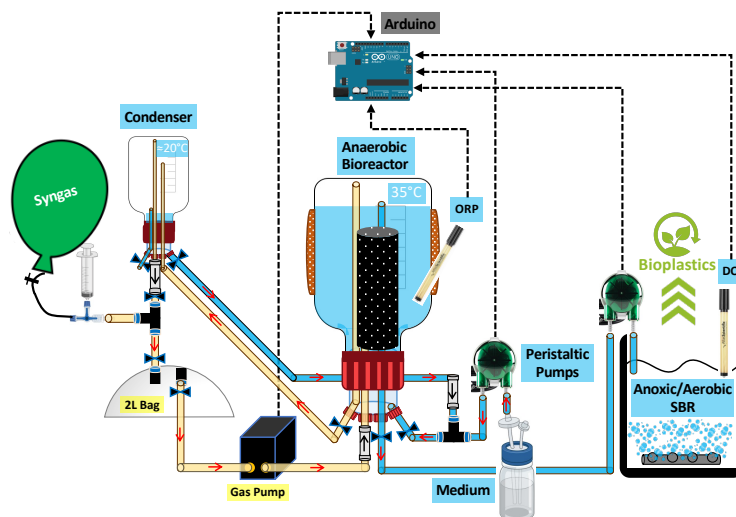 Arduino
UNO
Condenser
≈20°C
Anaerobic
Bioreactor
35°C
ORP
Syngas
Bioplastics
DO
Peristaltic
Pumps
Anoxic/Aerobic
SBR
2L Bag
Gas Pump
Medium